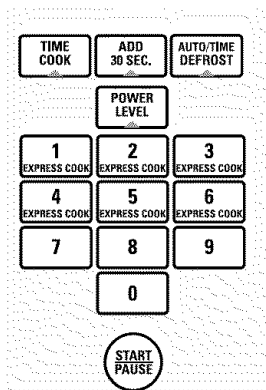 TIME
COOK
ADD
30 SEC.
AUTO/TIME
DEFROST
POWER
LEVEL
1
EXPRESS COOK
2
EXPRESS COOK
3
EXPRESS COOK
4
EXPRESS COOK
5
EXPRESS COOK
6
EXPRESS COOK
7
8
9
0
START
PAUSE